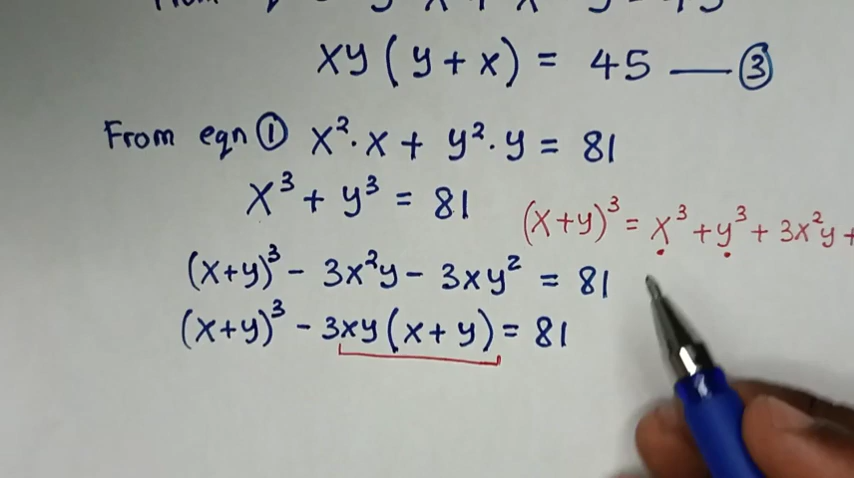 xy (y + x) = 45 — ③
From eqn ① x²·x + y²·y = 81
x³ + y³ = 81
(x+y)³ = x³ + y³ + 3x²y +
(x+y)³ - 3x²y - 3xy² = 81
(x+y)³ - 3xy(x+y) = 81